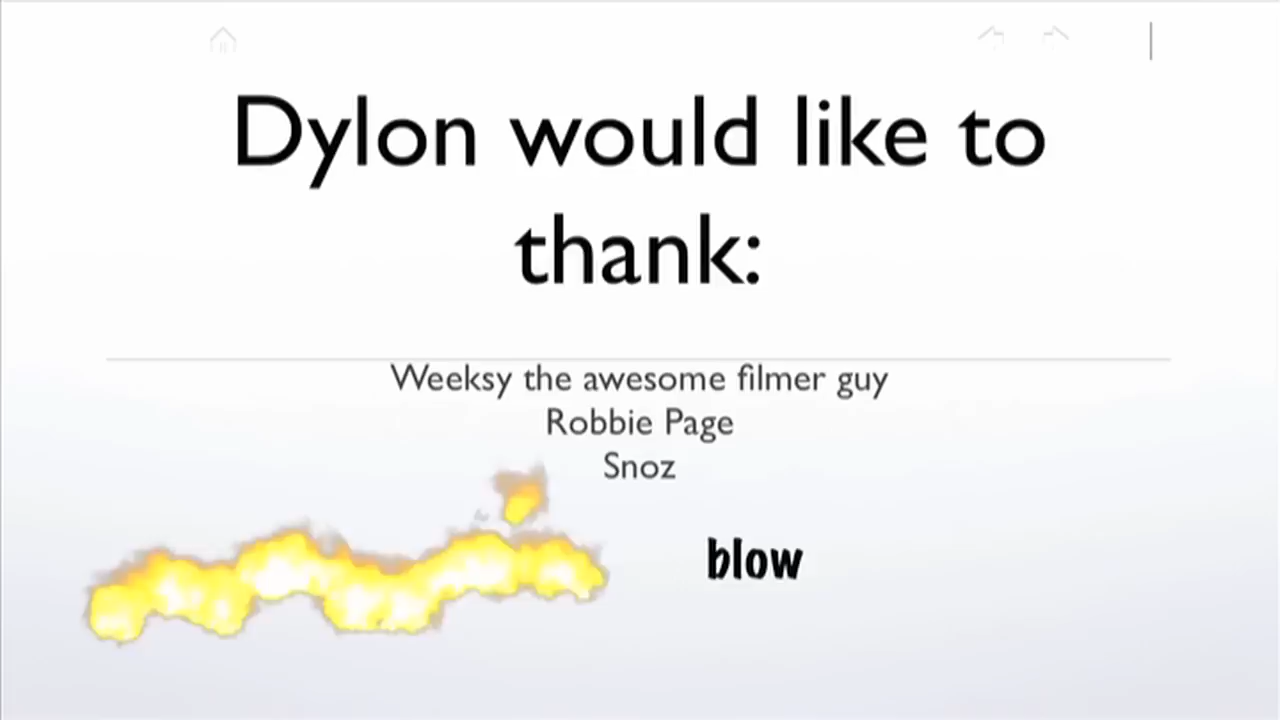 Dylon would like to
thank:
Weeksy the awesome filmer guy
Robbie Page
Snoz
blow